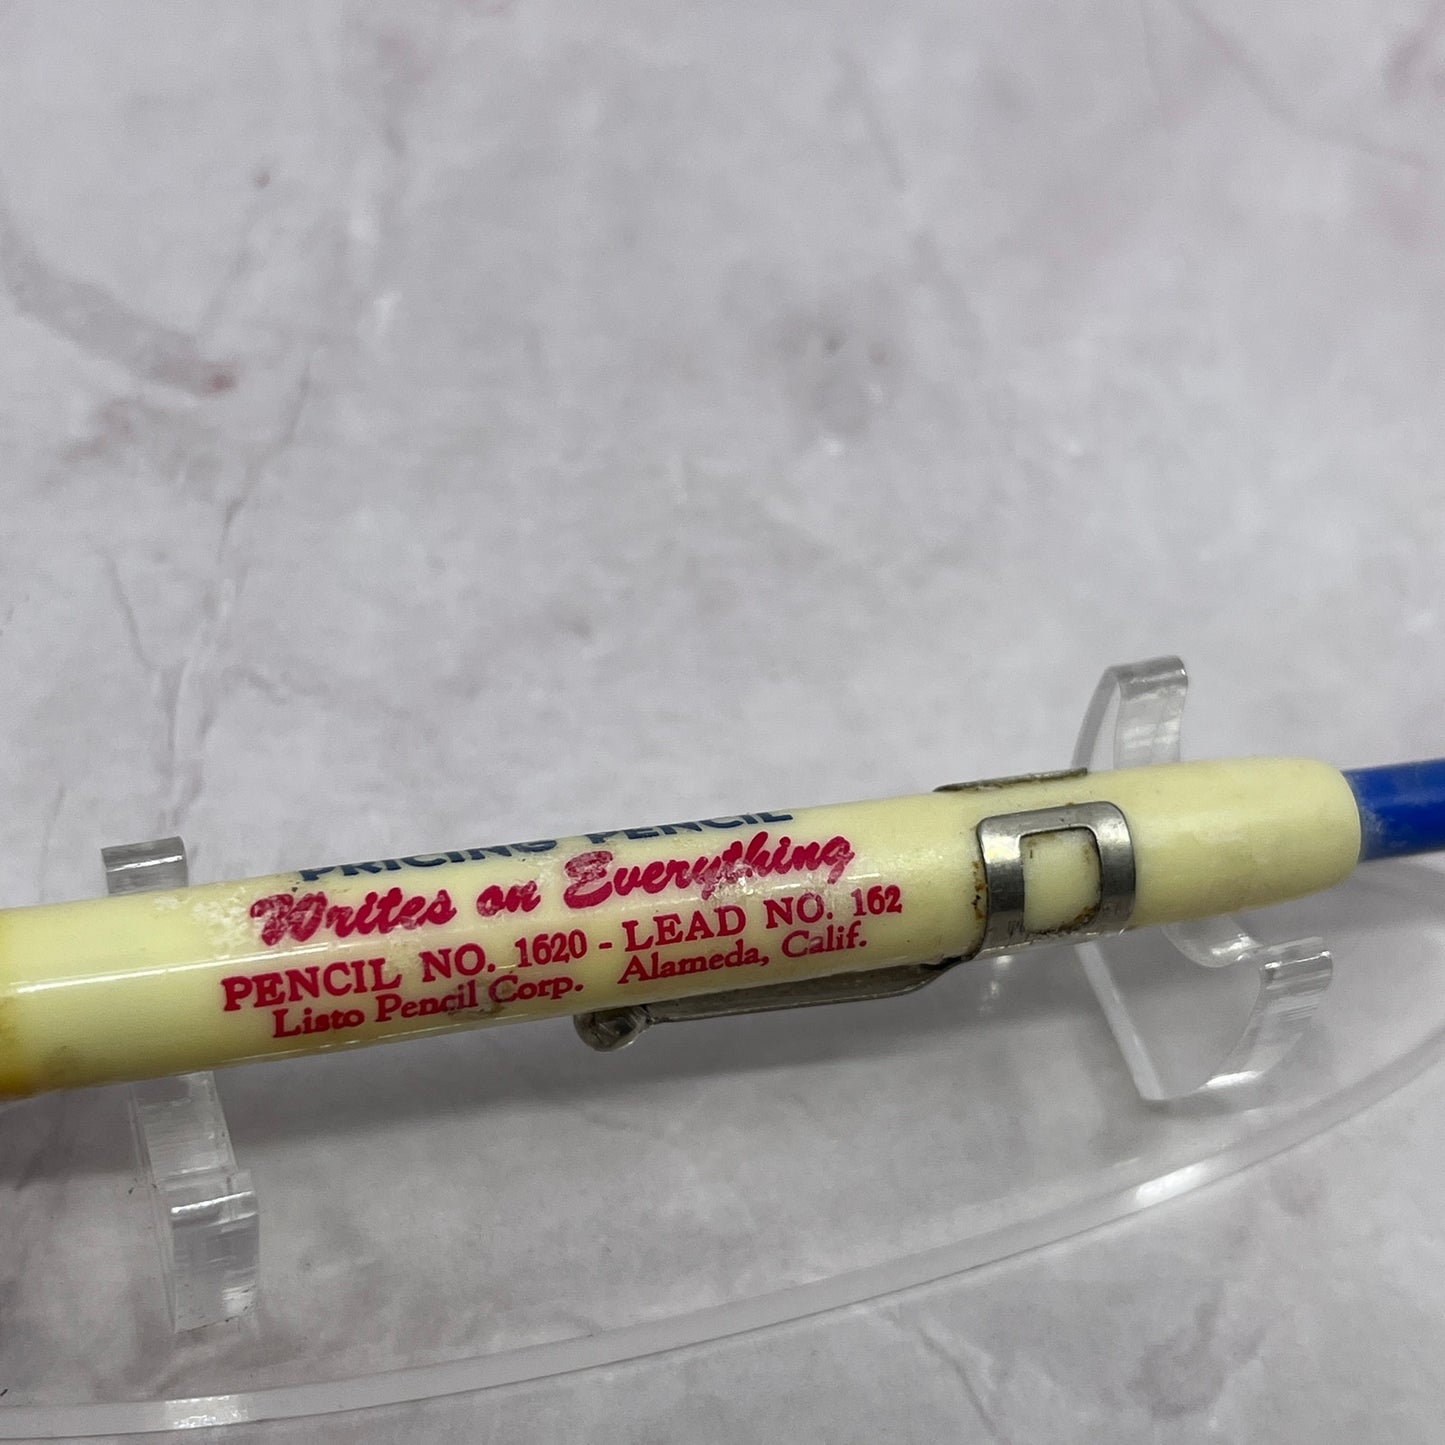 PRICING PENCIL
Writes on Everything
PENCIL NO. 1620 - LEAD NO. 162
Listo Pencil Corp. Alameda, Calif.